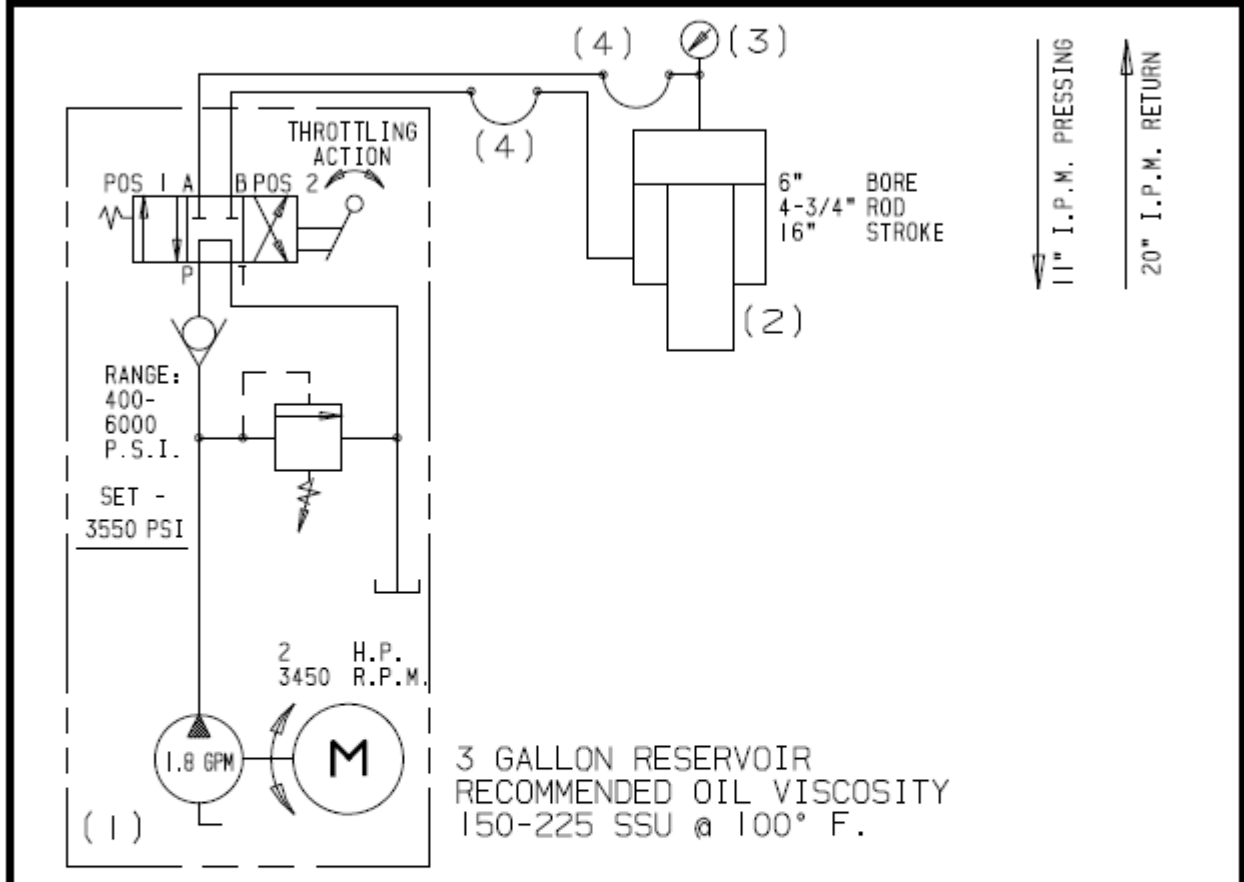 (4)
(3)
(4)
THROTTLING
ACTION
POS 1 A B POS 2
P T
RANGE:
400-
6000
P.S.I.
SET -
3550 PSI
6" BORE
4-3/4" ROD
16" STROKE
(2)
11" I.P.M. PRESSING
20" I.P.M. RETURN
2 H.P.
3450 R.P.M.
1.8 GPM
M
(1)
3 GALLON RESERVOIR
RECOMMENDED OIL VISCOSITY
150-225 SSU @ 100° F.